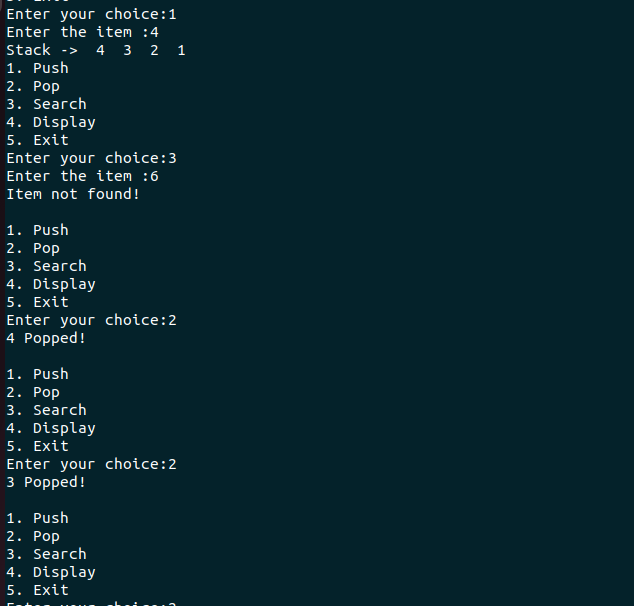 Enter your choice:1
Enter the item :4
Stack ->  4  3  2  1
1. Push
2. Pop
3. Search
4. Display
5. Exit
Enter your choice:3
Enter the item :6
Item not found!
1. Push
2. Pop
3. Search
4. Display
5. Exit
Enter your choice:2
4 Popped!
1. Push
2. Pop
3. Search
4. Display
5. Exit
Enter your choice:2
3 Popped!
1. Push
2. Pop
3. Search
4. Display
5. Exit
Enter your choice: